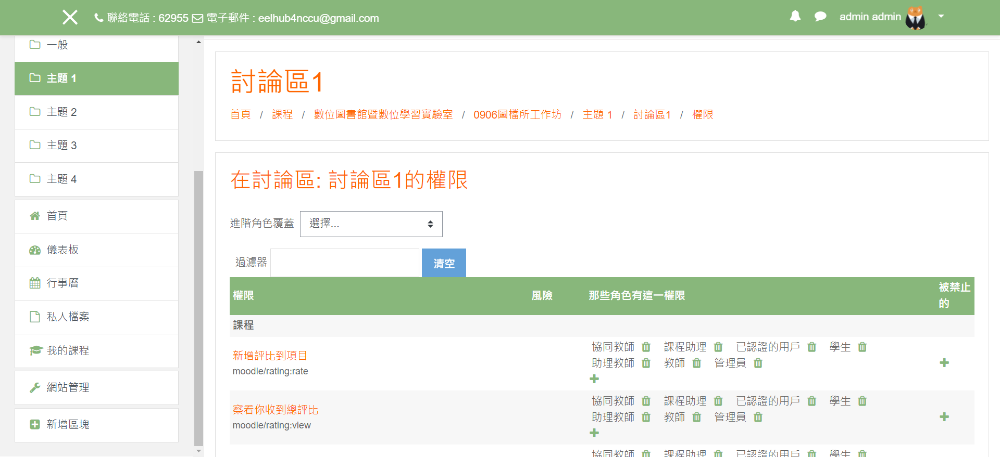 聯絡電話 : 62955 電子郵件 : eelhub4nccu@gmail.com
admin admin
一般
主題 1
主題 2
主題 3
主題 4
首頁
儀表板
行事曆
私人檔案
我的課程
網站管理
新增區塊
討論區1
首頁 / 課程 / 數位圖書館暨數位學習實驗室 / 0906圖檔所工作坊 / 主題 1 / 討論區1 / 權限
在討論區: 討論區1的權限
進階角色覆蓋 選擇...
過濾器 清空
權限 風險 那些角色有這一權限 被禁止的
課程
新增評比到項目
moodle/rating:rate
協同教師 課程助理 已認證的用戶 學生
助理教師 教師 管理員
察看你收到總評比
moodle/rating:view
協同教師 課程助理 已認證的用戶 學生
助理教師 教師 管理員
協同教師 課程助理 已認證的用戶 學生